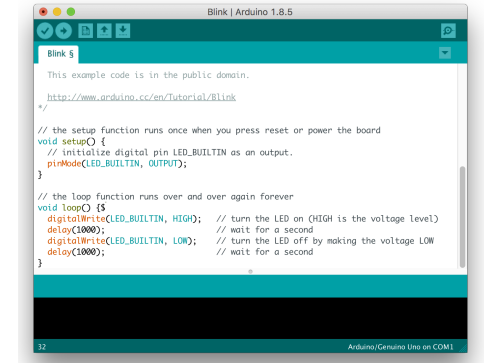 Blink | Arduino 1.8.5
Blink §
This example code is in the public domain.
http://www.arduino.cc/en/Tutorial/Blink
*/
// the setup function runs once when you press reset or power the board
void setup() {
// initialize digital pin LED_BUILTIN as an output.
pinMode(LED_BUILTIN, OUTPUT);
}
// the loop function runs over and over again forever
void loop() {$
digitalWrite(LED_BUILTIN, HIGH); // turn the LED on (HIGH is the voltage level)
delay(1000); // wait for a second
digitalWrite(LED_BUILTIN, LOW); // turn the LED off by making the voltage LOW
delay(1000); // wait for a second
}
32 Arduino/Genuino Uno on COM1